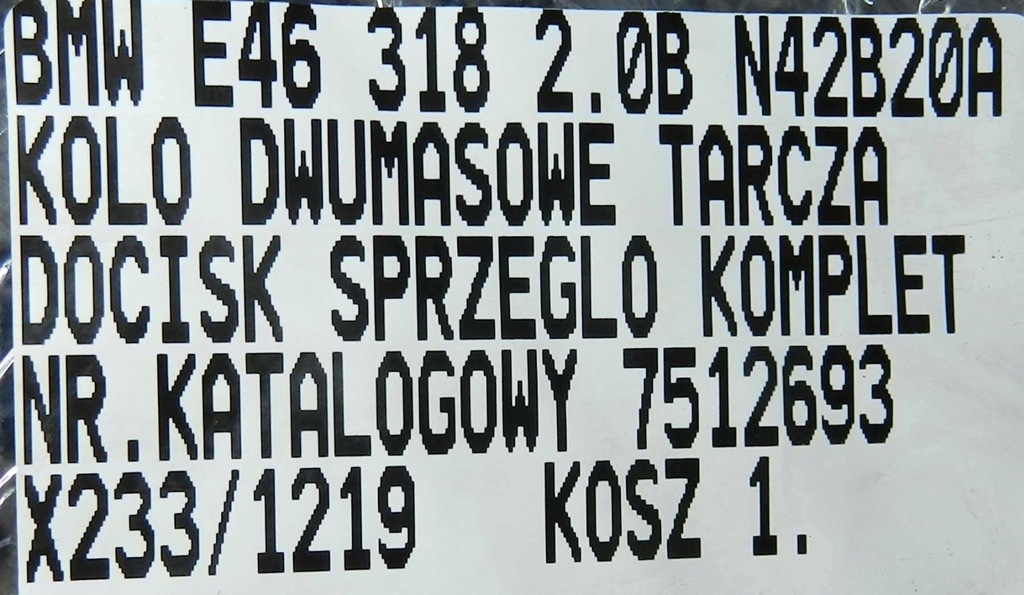 BMW E46 318 2.0B N42B20A
KOLO DWUMASOWE TARCZA
DOCISK SPRZEGLO KOMPLET
NR.KATALOGOWY 7512693
X233/1219 KOSZ 1.